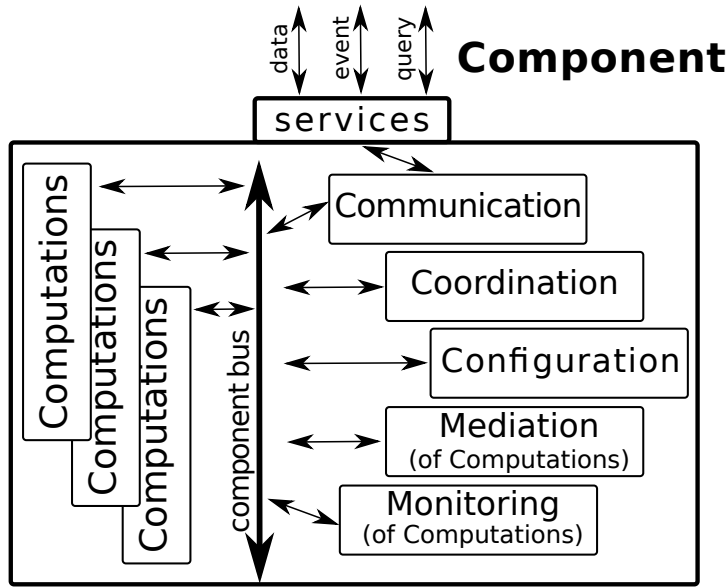 data
event
query
Component
services
Computations
Computations
Computations
component bus
Communication
Coordination
Configuration
Mediation
(of Computations)
Monitoring
(of Computations)